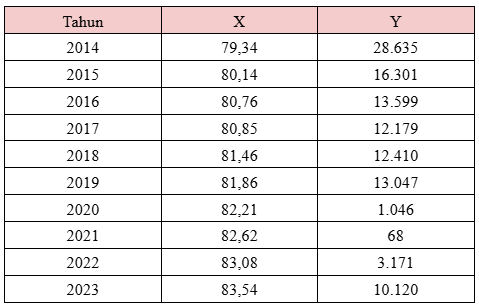 Tahun X Y
2014 79,34 28.635
2015 80,14 16.301
2016 80,76 13.599
2017 80,85 12.179
2018 81,46 12.410
2019 81,86 13.047
2020 82,21 1.046
2021 82,62 68
2022 83,08 3.171
2023 83,54 10.120